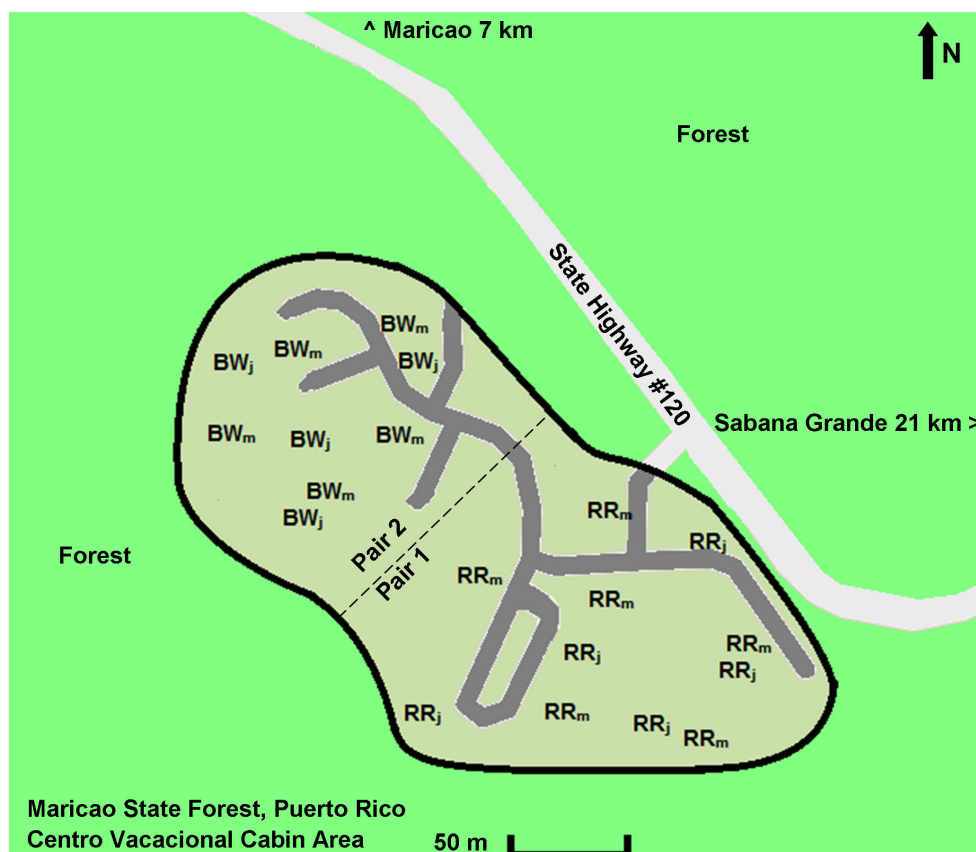 ^ Maricao 7 km
N
Forest
State Highway #120
BWm
BWj
BWm
BWj
Sabana Grande 21 km >
BWm
BWj
BWm
BWm
BWj
RRm
Pair 2
Pair 1
RRj
Forest
RRm
RRm
RRj
RRm
RRj
RRj
RRm
RRj
RRm
Maricao State Forest, Puerto Rico
Centro Vacacional Cabin Area
50 m